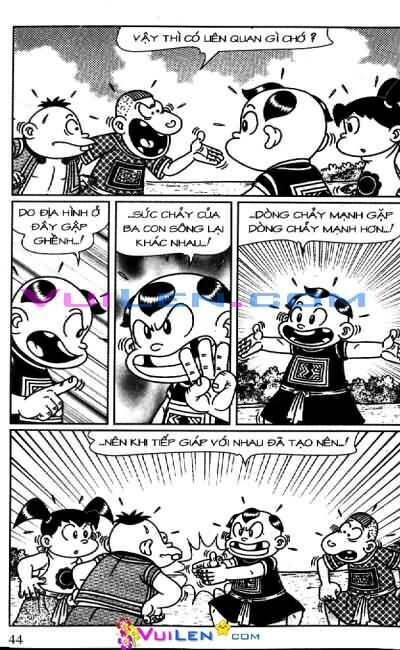 VẬY THÌ CÓ LIÊN QUAN GÌ CHỚ ?
DO ĐỊA HÌNH Ở
ĐÂY GẬP
GHỀNH...!
...SỨC CHẢY CỦA
BA CON SÔNG LẠI
KHÁC NHAU...!
...DÒNG CHẢY MẠNH GẶP
DÒNG CHẢY MẠNH HƠN...!
VUILEN.COM
...NÊN KHI TIẾP GIÁP VỚI NHAU ĐÃ TẠO NÊN...!
44
VUILEN.COM